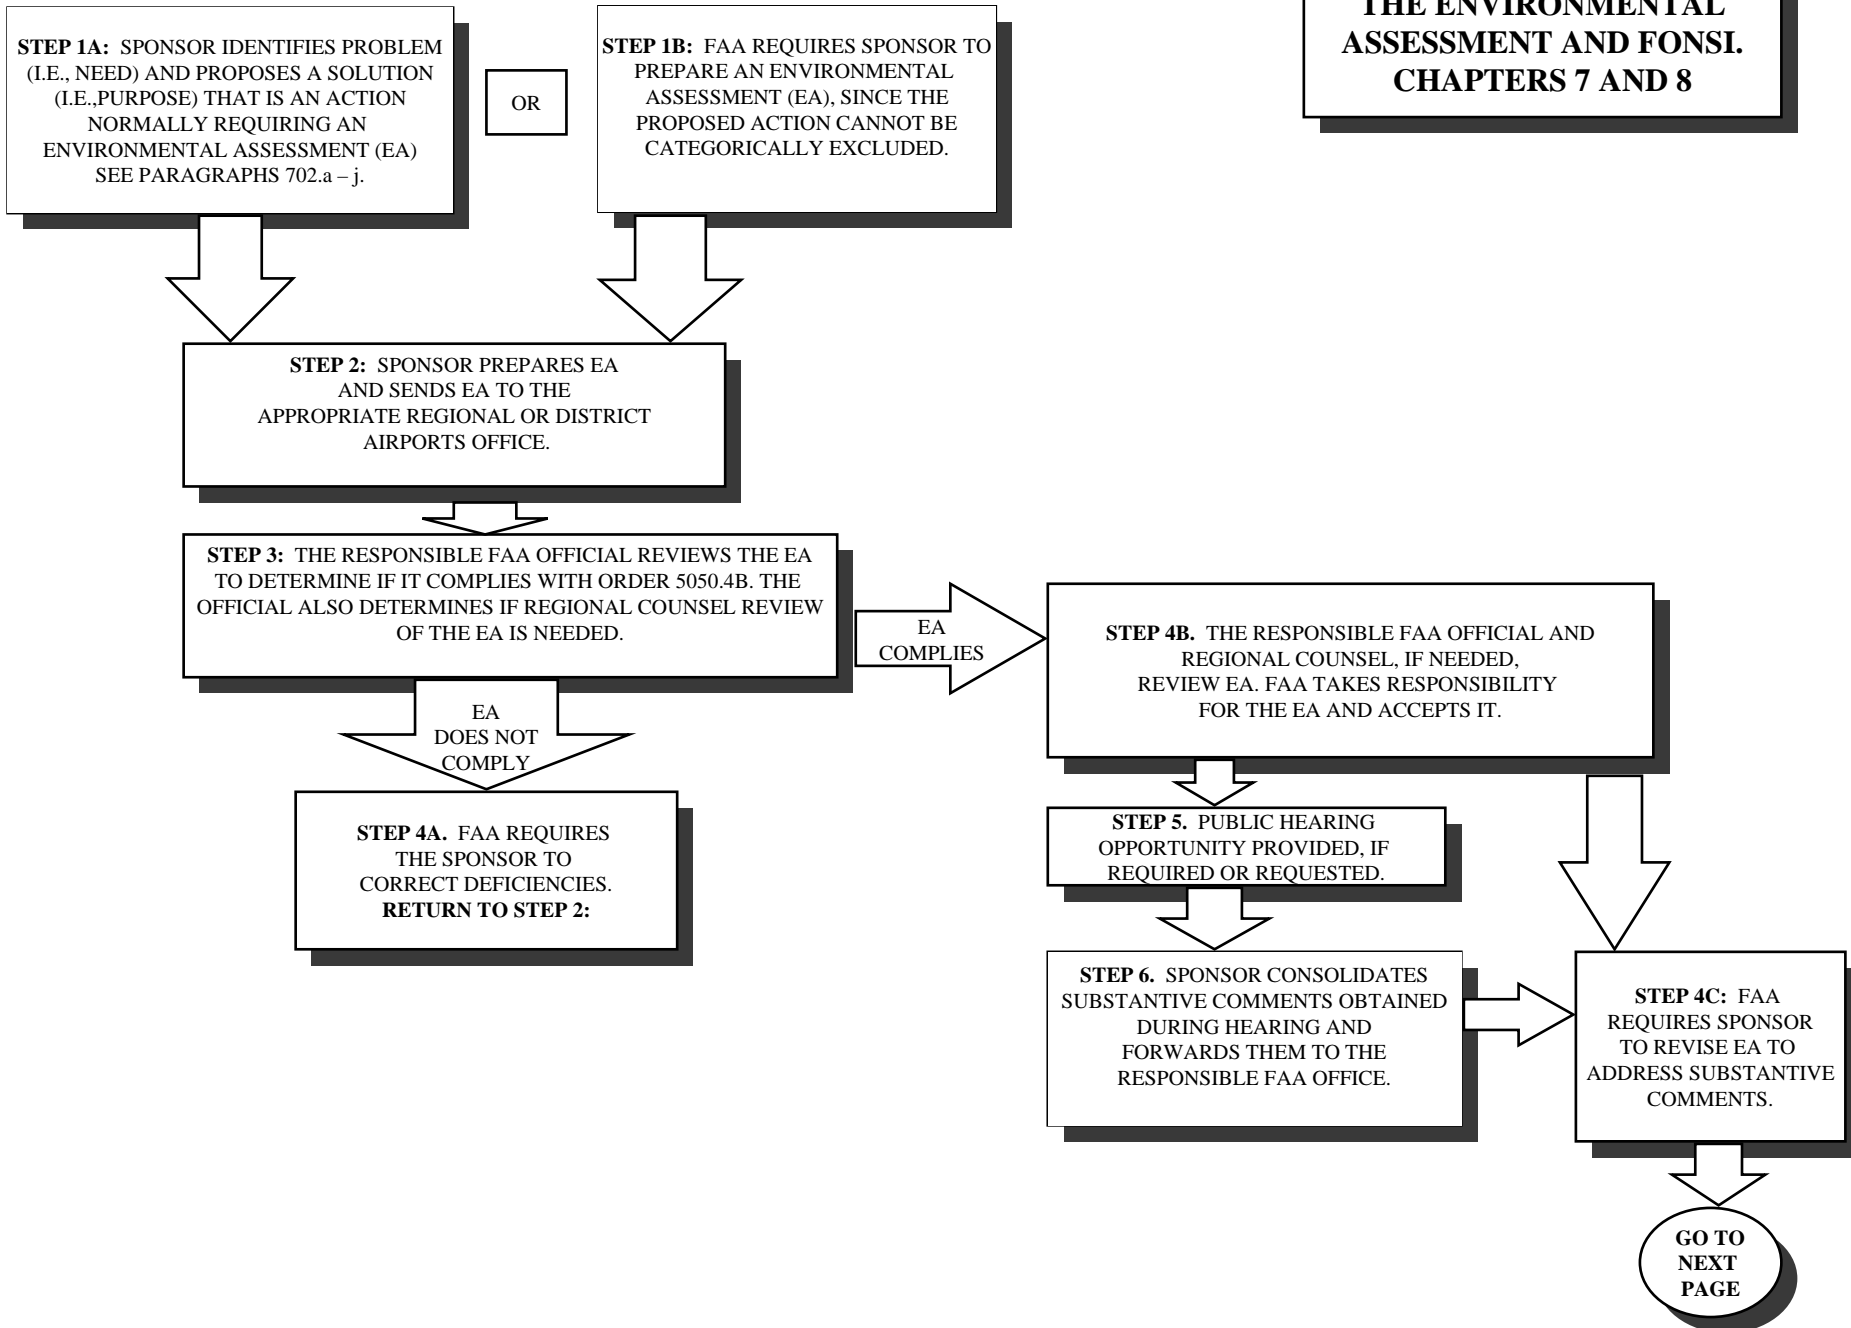 THE ENVIRONMENTAL
ASSESSMENT AND FONSI.
CHAPTERS 7 AND 8
STEP 1A: SPONSOR IDENTIFIES PROBLEM
(I.E., NEED) AND PROPOSES A SOLUTION
(I.E.,PURPOSE) THAT IS AN ACTION
NORMALLY REQUIRING AN
ENVIRONMENTAL ASSESSMENT (EA)
SEE PARAGRAPHS 702.a – j.
OR
STEP 1B: FAA REQUIRES SPONSOR TO
PREPARE AN ENVIRONMENTAL
ASSESSMENT (EA), SINCE THE
PROPOSED ACTION CANNOT BE
CATEGORICALLY EXCLUDED.
STEP 2: SPONSOR PREPARES EA
AND SENDS EA TO THE
APPROPRIATE REGIONAL OR DISTRICT
AIRPORTS OFFICE.
STEP 3: THE RESPONSIBLE FAA OFFICIAL REVIEWS THE EA
TO DETERMINE IF IT COMPLIES WITH ORDER 5050.4B. THE
OFFICIAL ALSO DETERMINES IF REGIONAL COUNSEL REVIEW
OF THE EA IS NEEDED.
EA
COMPLIES
EA
DOES NOT
COMPLY
STEP 4A. FAA REQUIRES
THE SPONSOR TO
CORRECT DEFICIENCIES.
RETURN TO STEP 2:
STEP 4B. THE RESPONSIBLE FAA OFFICIAL AND
REGIONAL COUNSEL, IF NEEDED,
REVIEW EA. FAA TAKES RESPONSIBILITY
FOR THE EA AND ACCEPTS IT.
STEP 5. PUBLIC HEARING
OPPORTUNITY PROVIDED, IF
REQUIRED OR REQUESTED.
STEP 6. SPONSOR CONSOLIDATES
SUBSTANTIVE COMMENTS OBTAINED
DURING HEARING AND
FORWARDS THEM TO THE
RESPONSIBLE FAA OFFICE.
STEP 4C: FAA
REQUIRES SPONSOR
TO REVISE EA TO
ADDRESS SUBSTANTIVE
COMMENTS.
GO TO
NEXT
PAGE